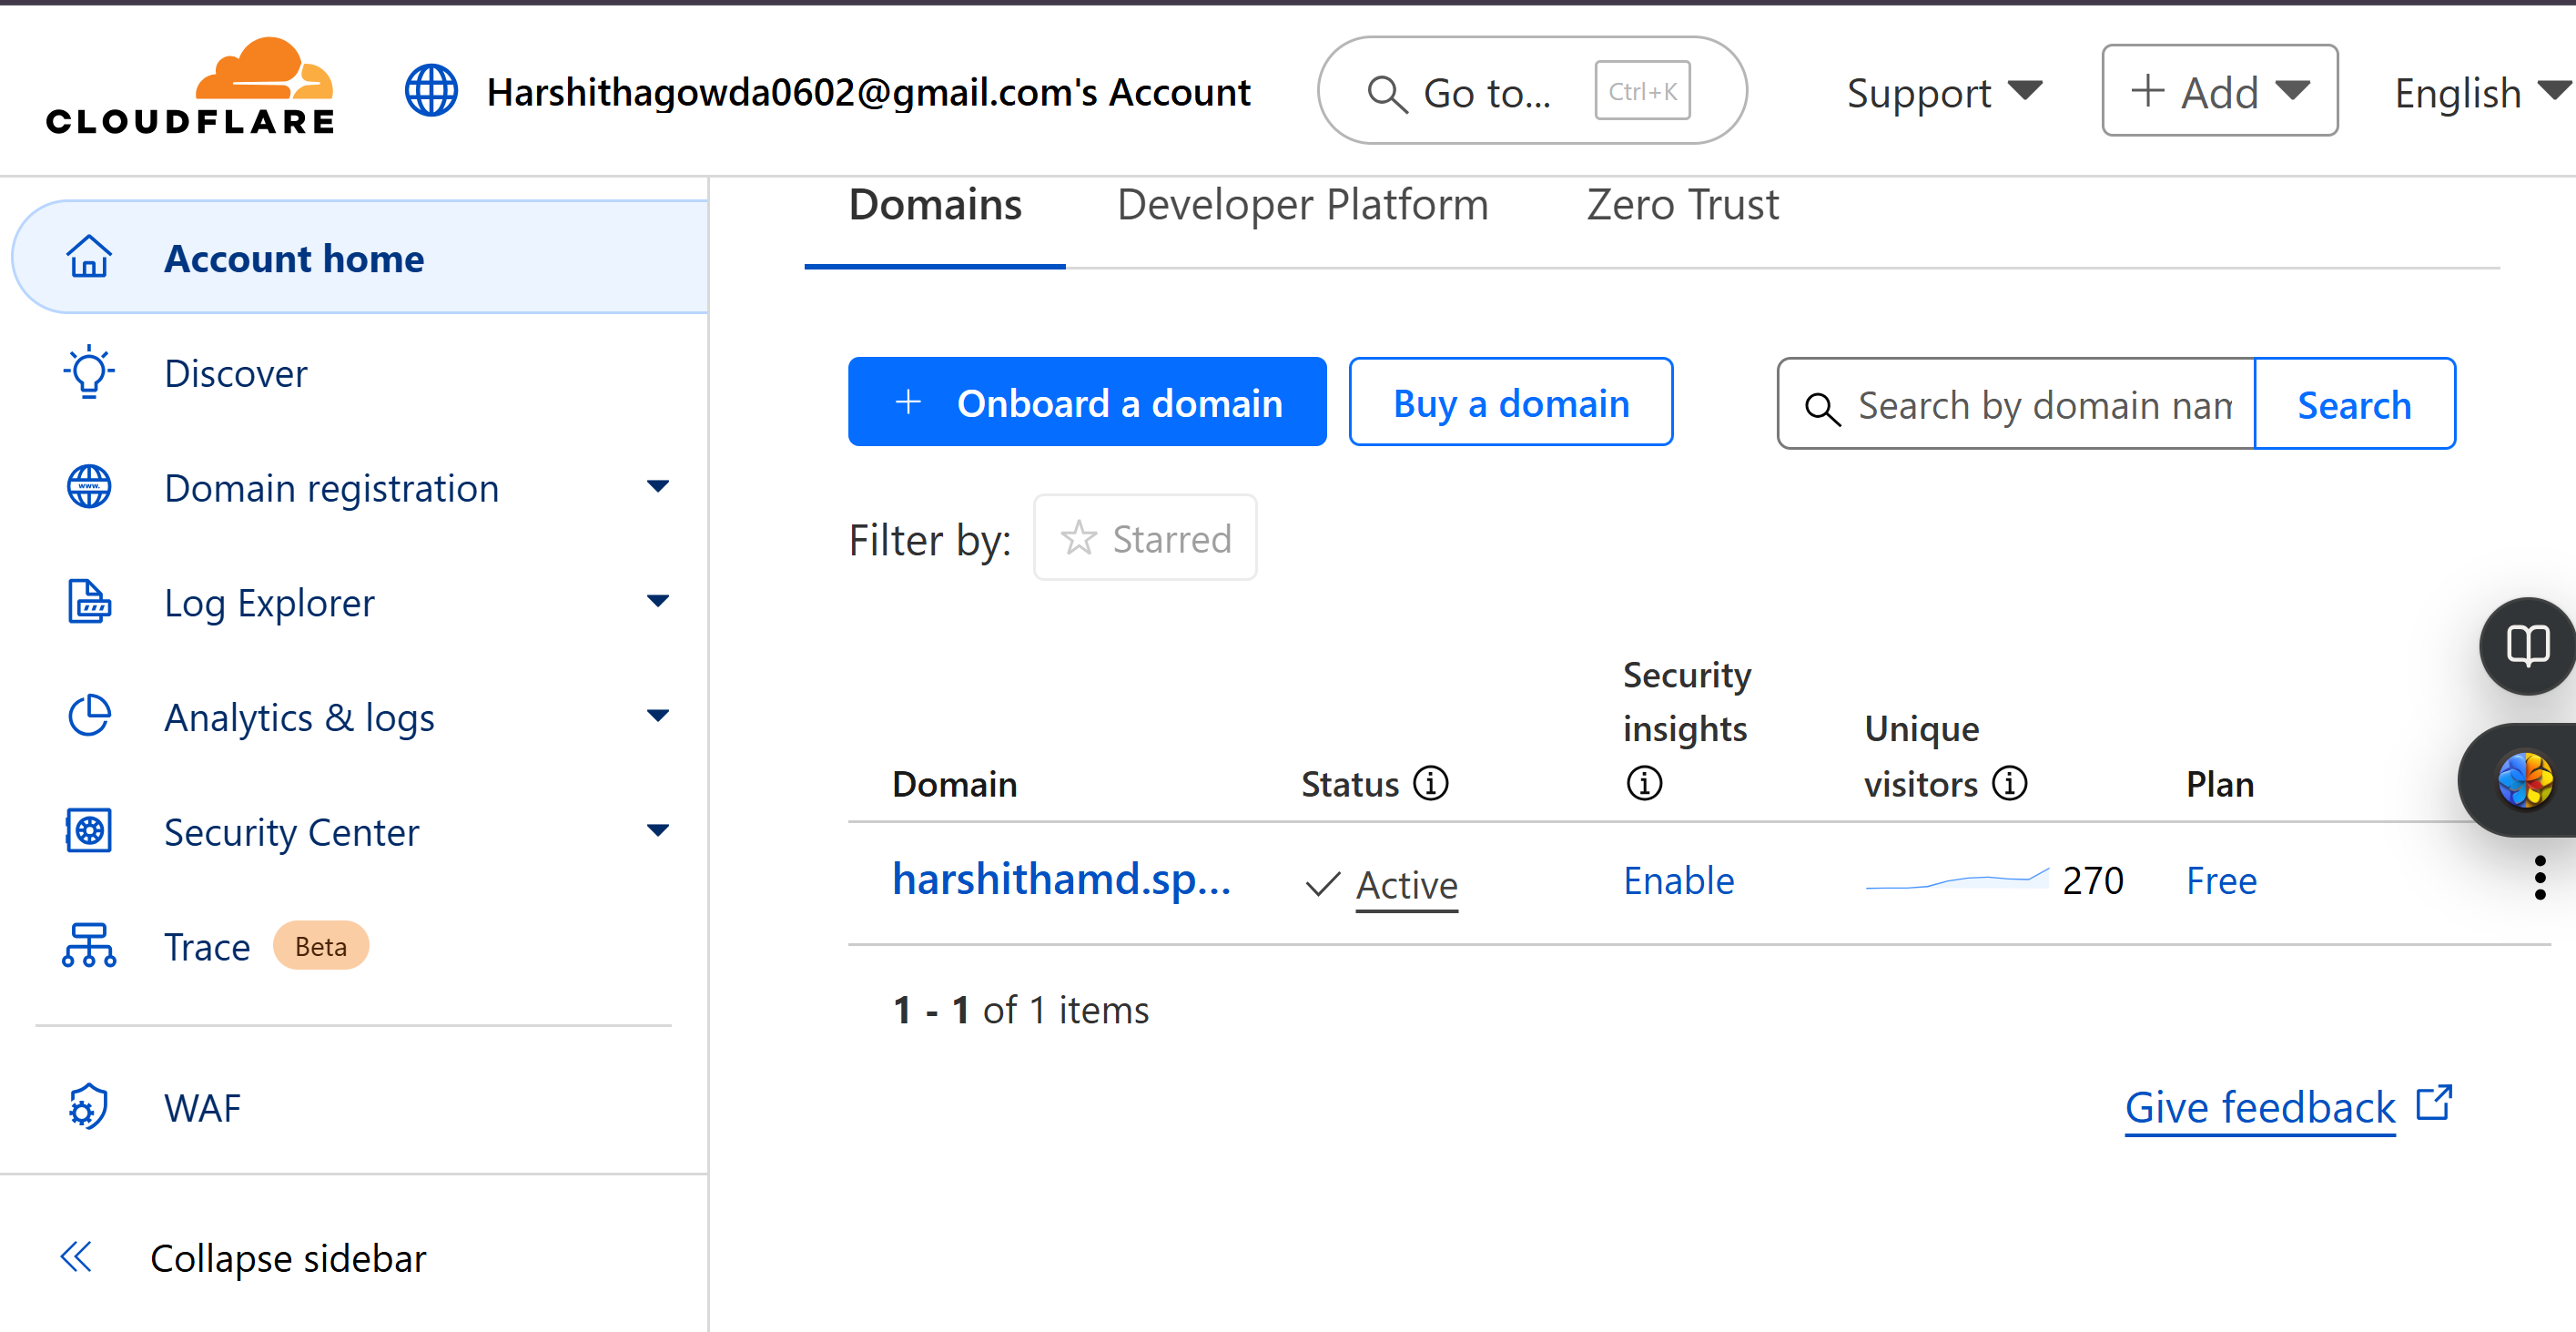 CLOUDFLARE
Harshithagowda0602@gmail.com's Account
Go to...
Ctrl+K
Support
Add
English
Account home
Discover
Domain registration
Log Explorer
Analytics & logs
Security Center
Trace
Beta
WAF
Collapse sidebar
Domains
Developer Platform
Zero Trust
Onboard a domain
Buy a domain
Search by domain nam
Search
Filter by:
Starred
Domain
Status
Security
insights
Unique
visitors
Plan
harshithamd.sp...
Active
Enable
270
Free
1 - 1 of 1 items
Give feedback